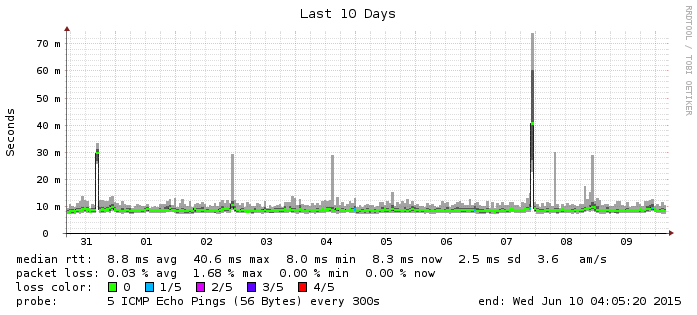 Last 10 Days
RRDTOOL / TOBI OETIKER
Seconds
70 m
60 m
50 m
40 m
30 m
20 m
10 m
0
31 01 02 03 04 05 06 07 08 09
median rtt: 8.8 ms avg 40.6 ms max 8.0 ms min 8.3 ms now 2.5 ms sd 3.6 am/s
packet loss: 0.03 % avg 1.68 % max 0.00 % min 0.00 % now
loss color: 0 1/5 2/5 3/5 4/5
probe: 5 ICMP Echo Pings (56 Bytes) every 300s end: Wed Jun 10 04:05:20 2015